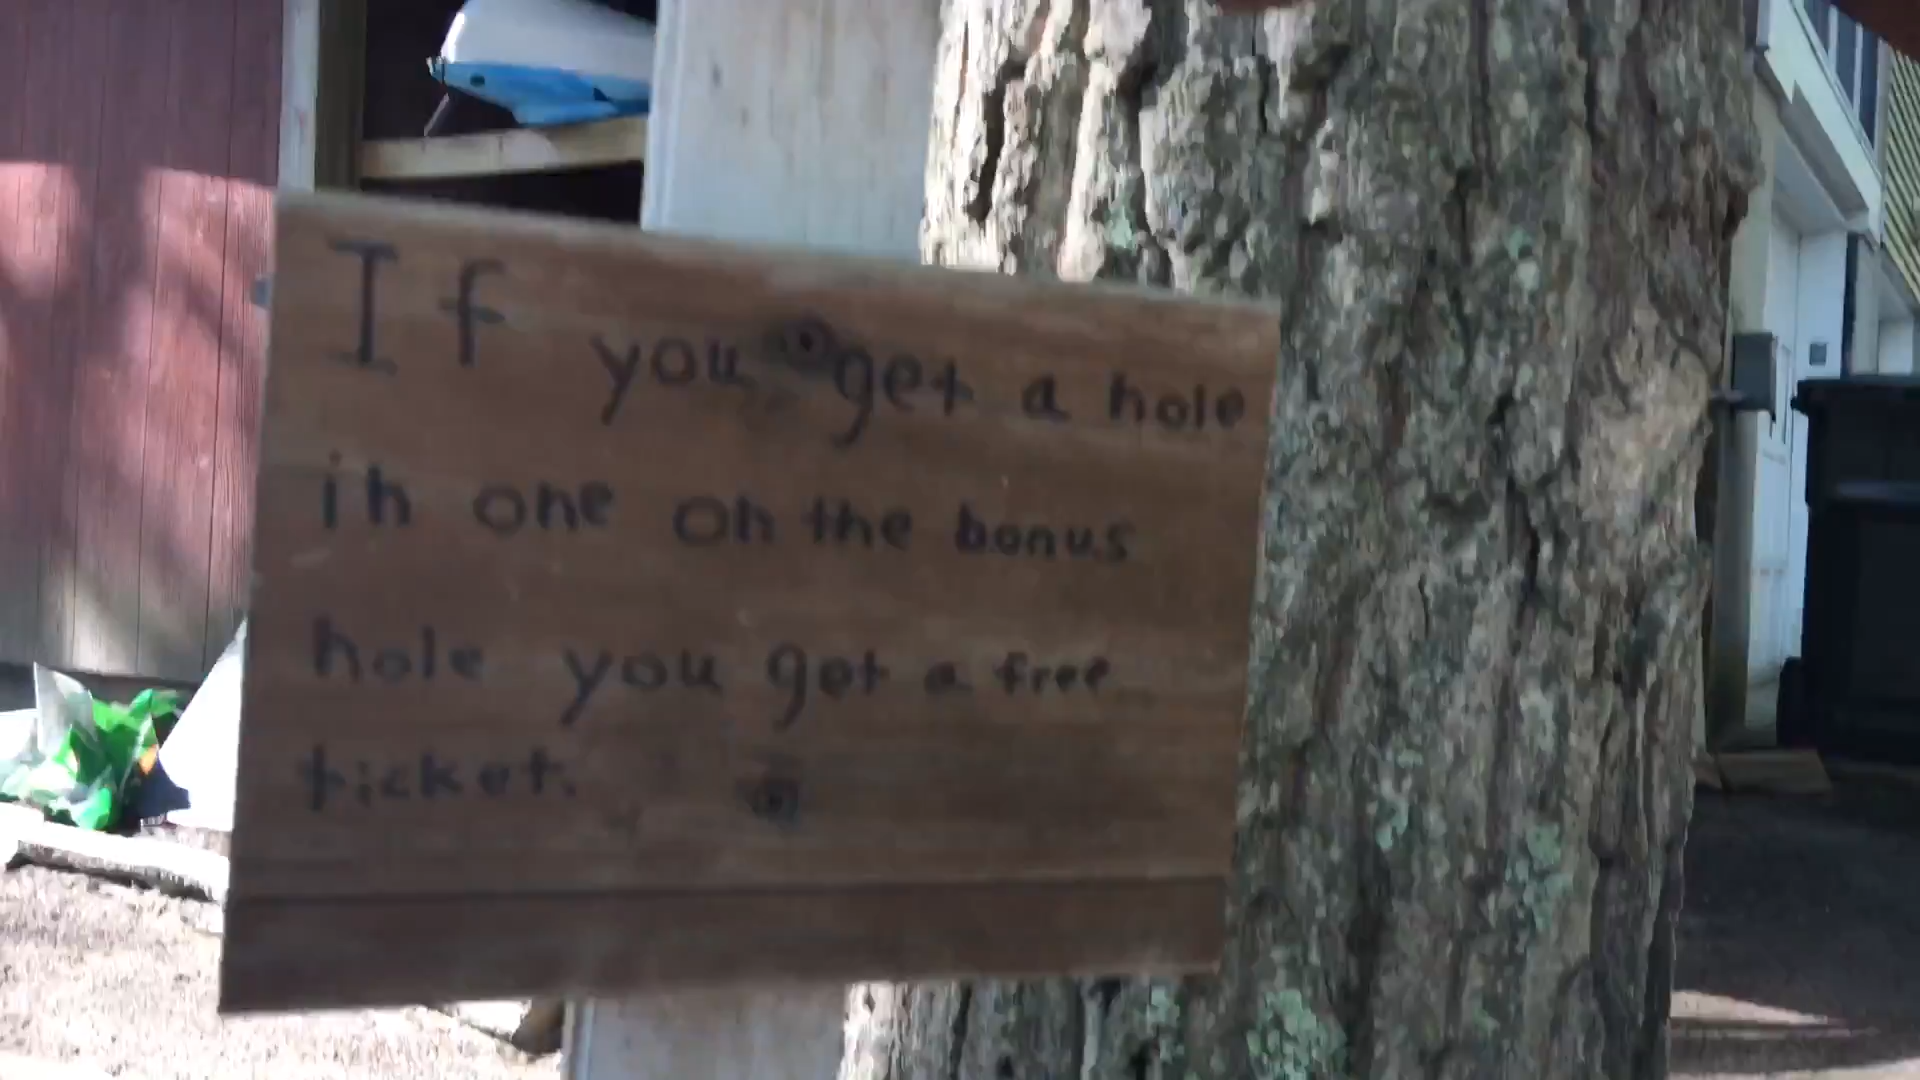 If you get a hole
in one on the bonus
hole you get a free
ticket.